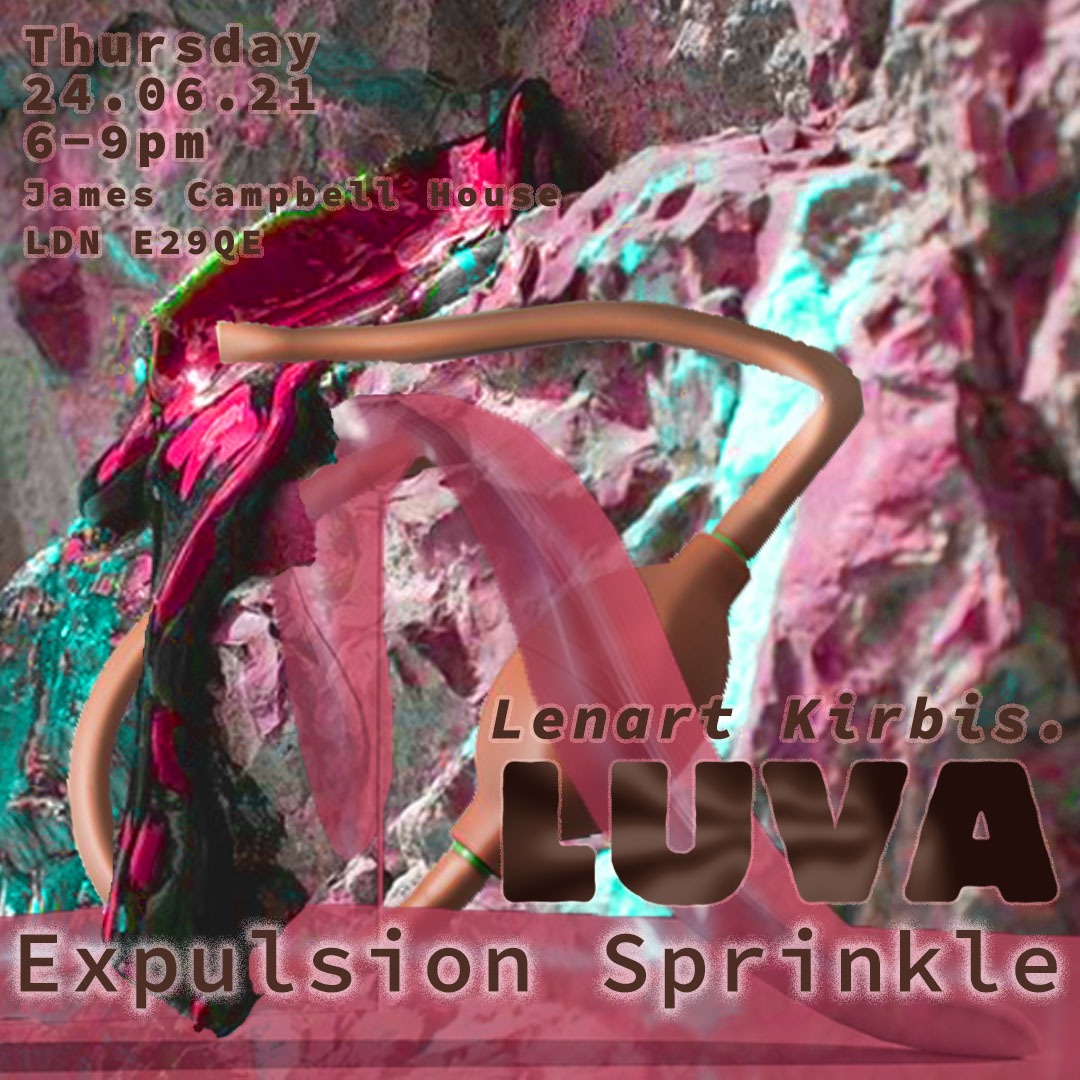 Thursday
24.06.21
6-9pm
James Campbell House
LDN E29QE
Lenart Kirbis.
LUVA
Expulsion Sprinkle